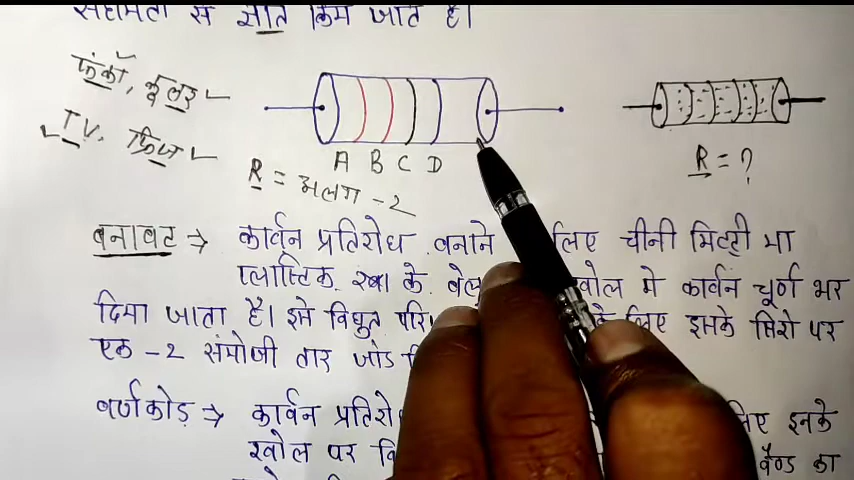 सहायता से ज्ञात किये जाते है।
पंखों, कूलर
T.V. फ्रिज
A B C D
R = अलग -2
R = ?
बनावट → कार्बन प्रतिरोध बनाने लिए चीनी मिट्टी या
प्लास्टिक के खोल मे कार्बन चूर्ण भर
दिया जाता है। इसे विधुत लिए इसके सिरो पर
एक -2 संयोजी तार जोड
वर्णकोड़ → कार्बन लिए इनके
खोल पर बैण्ड का